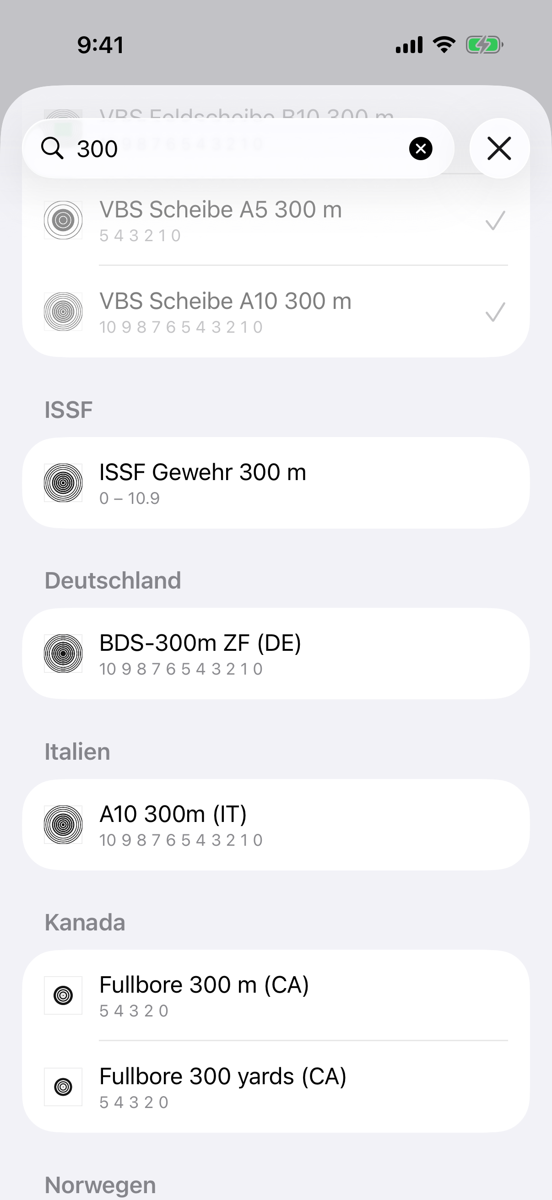 9:41
VBS Feldscheibe B10 300 m
300
VBS Scheibe A5 300 m
5 4 3 2 1 0
VBS Scheibe A10 300 m
10 9 8 7 6 5 4 3 2 1 0
ISSF
ISSF Gewehr 300 m
0 – 10.9
Deutschland
BDS-300m ZF (DE)
10 9 8 7 6 5 4 3 2 1 0
Italien
A10 300m (IT)
10 9 8 7 6 5 4 3 2 1 0
Kanada
Fullbore 300 m (CA)
5 4 3 2 0
Fullbore 300 yards (CA)
5 4 3 2 0
Norwegen